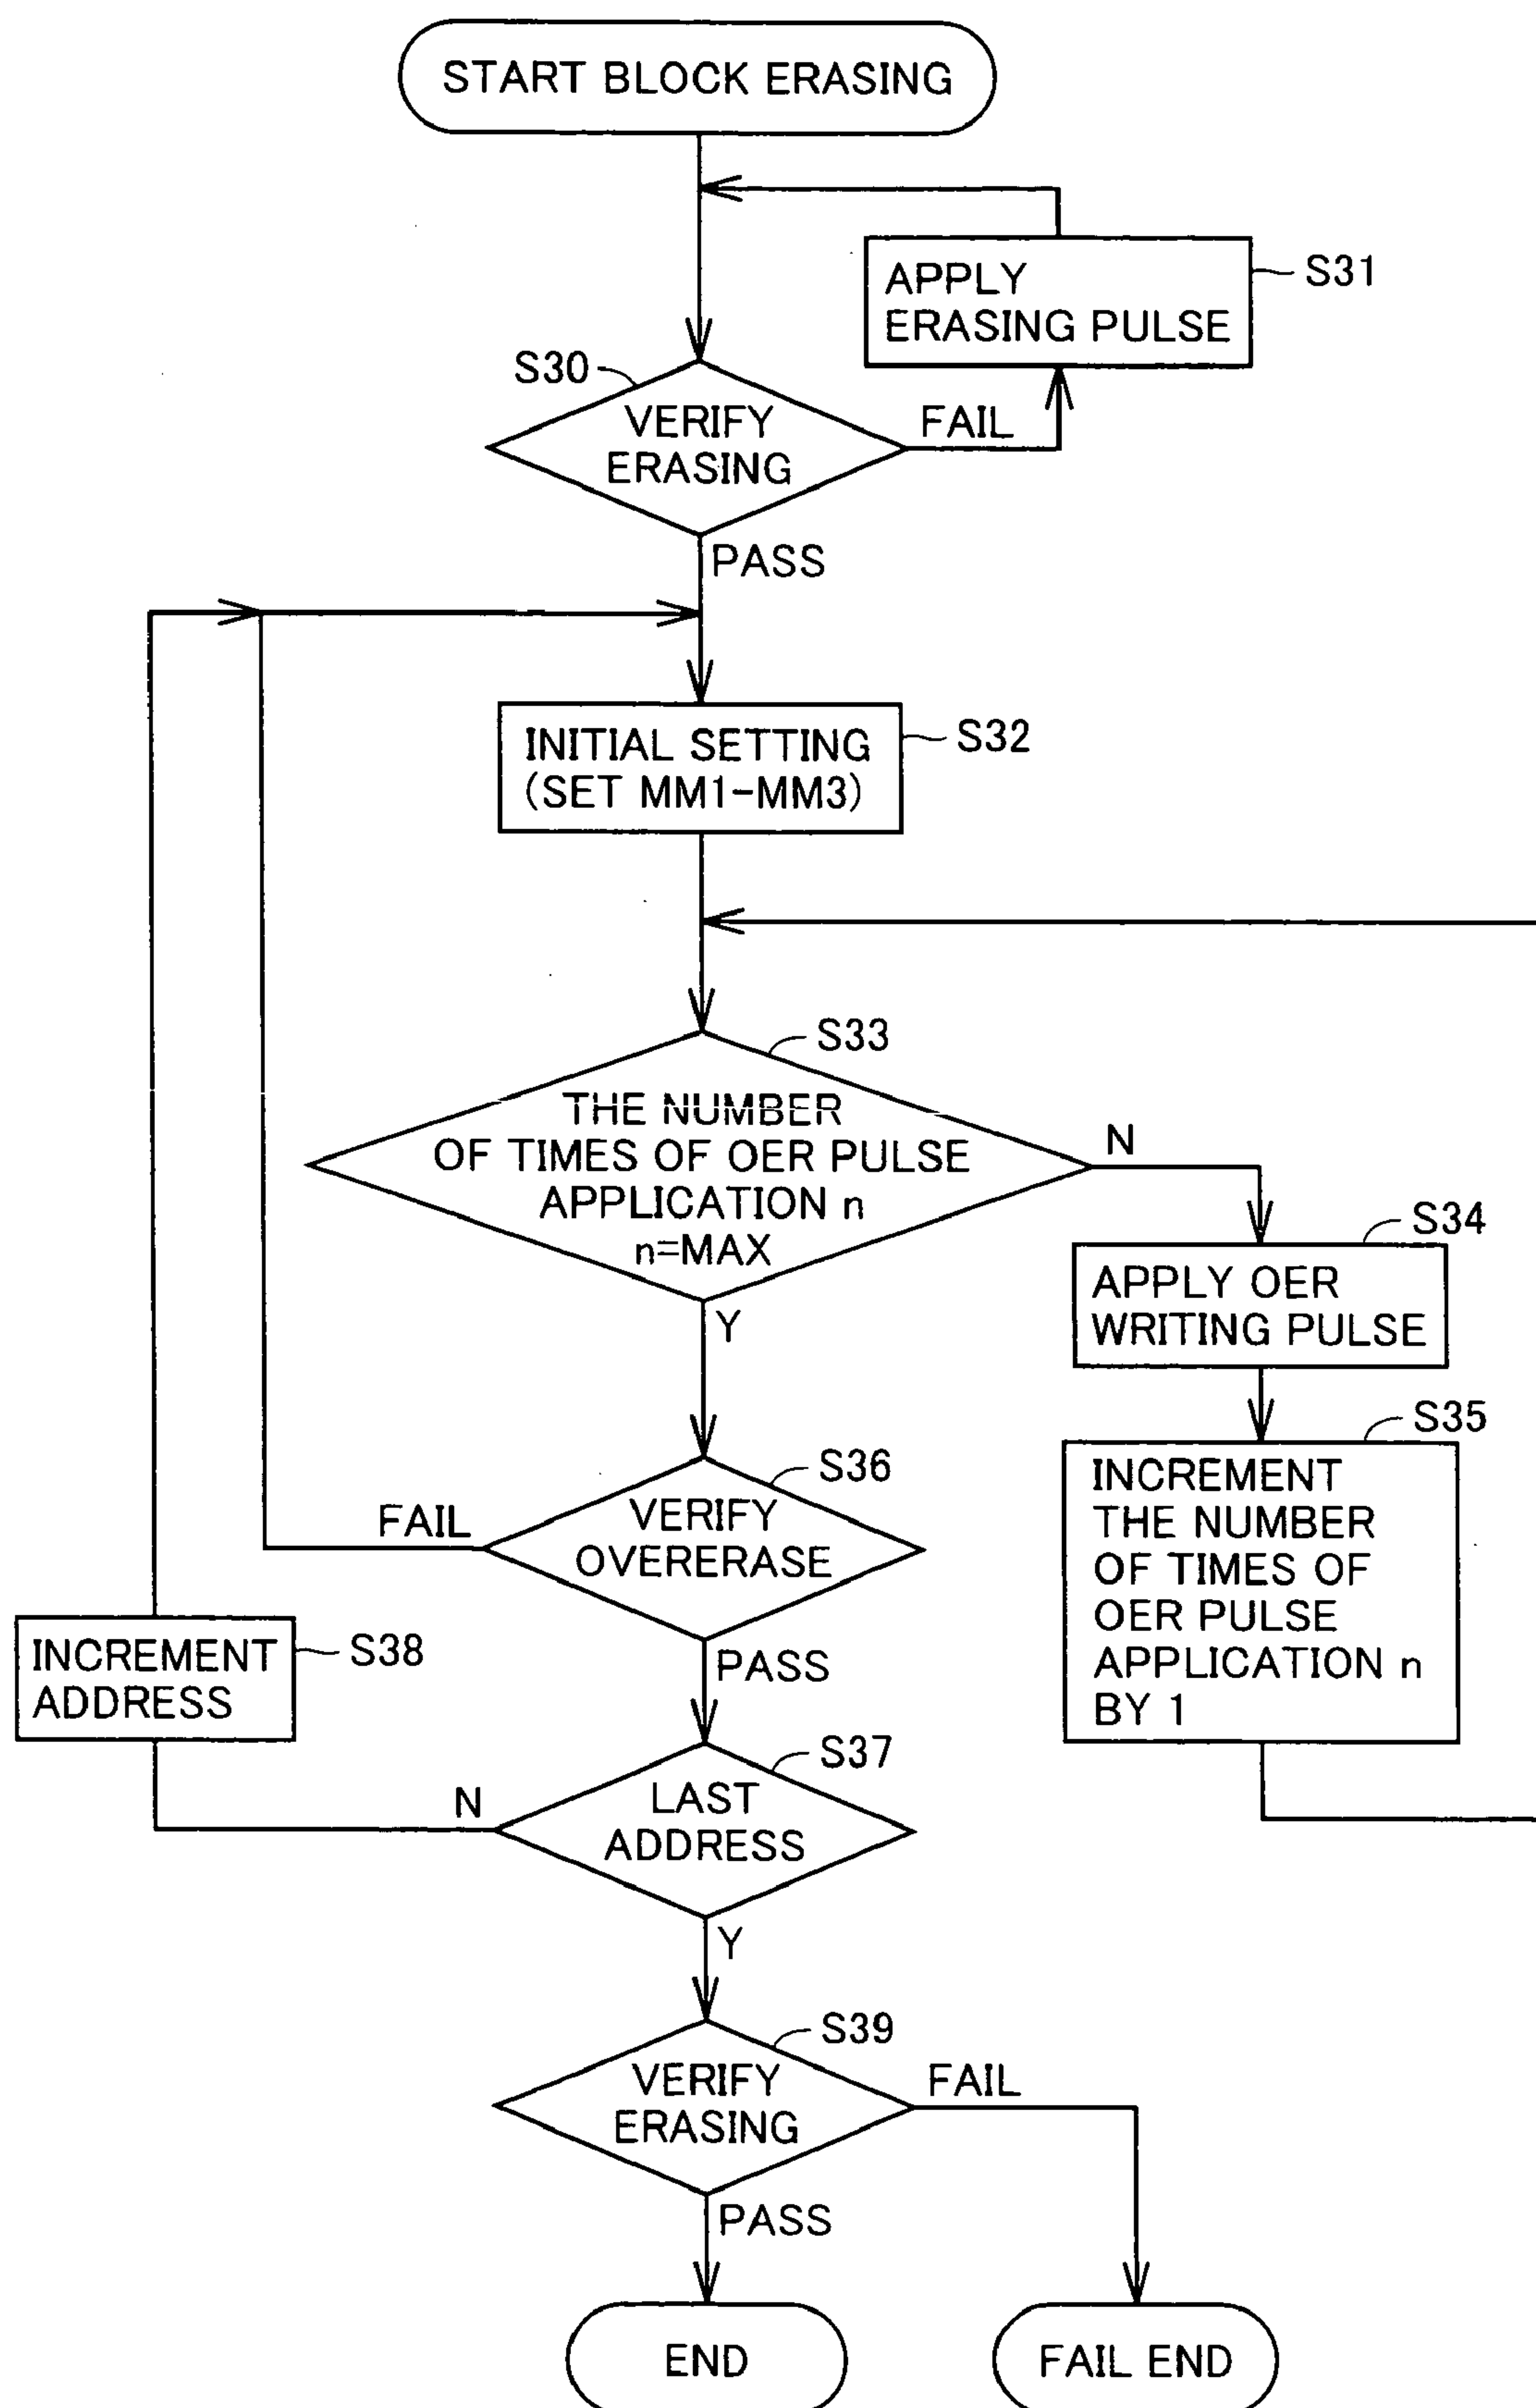 START BLOCK ERASING
APPLY
ERASING PULSE
S31
S30
VERIFY
ERASING
FAIL
PASS
INITIAL SETTING
(SET MM1-MM3)
S32
S33
THE NUMBER
OF TIMES OF OER PULSE
APPLICATION n
n=MAX
N
Y
S34
APPLY OER
WRITING PULSE
S35
INCREMENT
THE NUMBER
OF TIMES OF
OER PULSE
APPLICATION n
BY 1
S36
VERIFY
OVERERASE
FAIL
PASS
INCREMENT
ADDRESS
S38
S37
LAST
ADDRESS
N
Y
S39
VERIFY
ERASING
FAIL
PASS
END
FAIL END